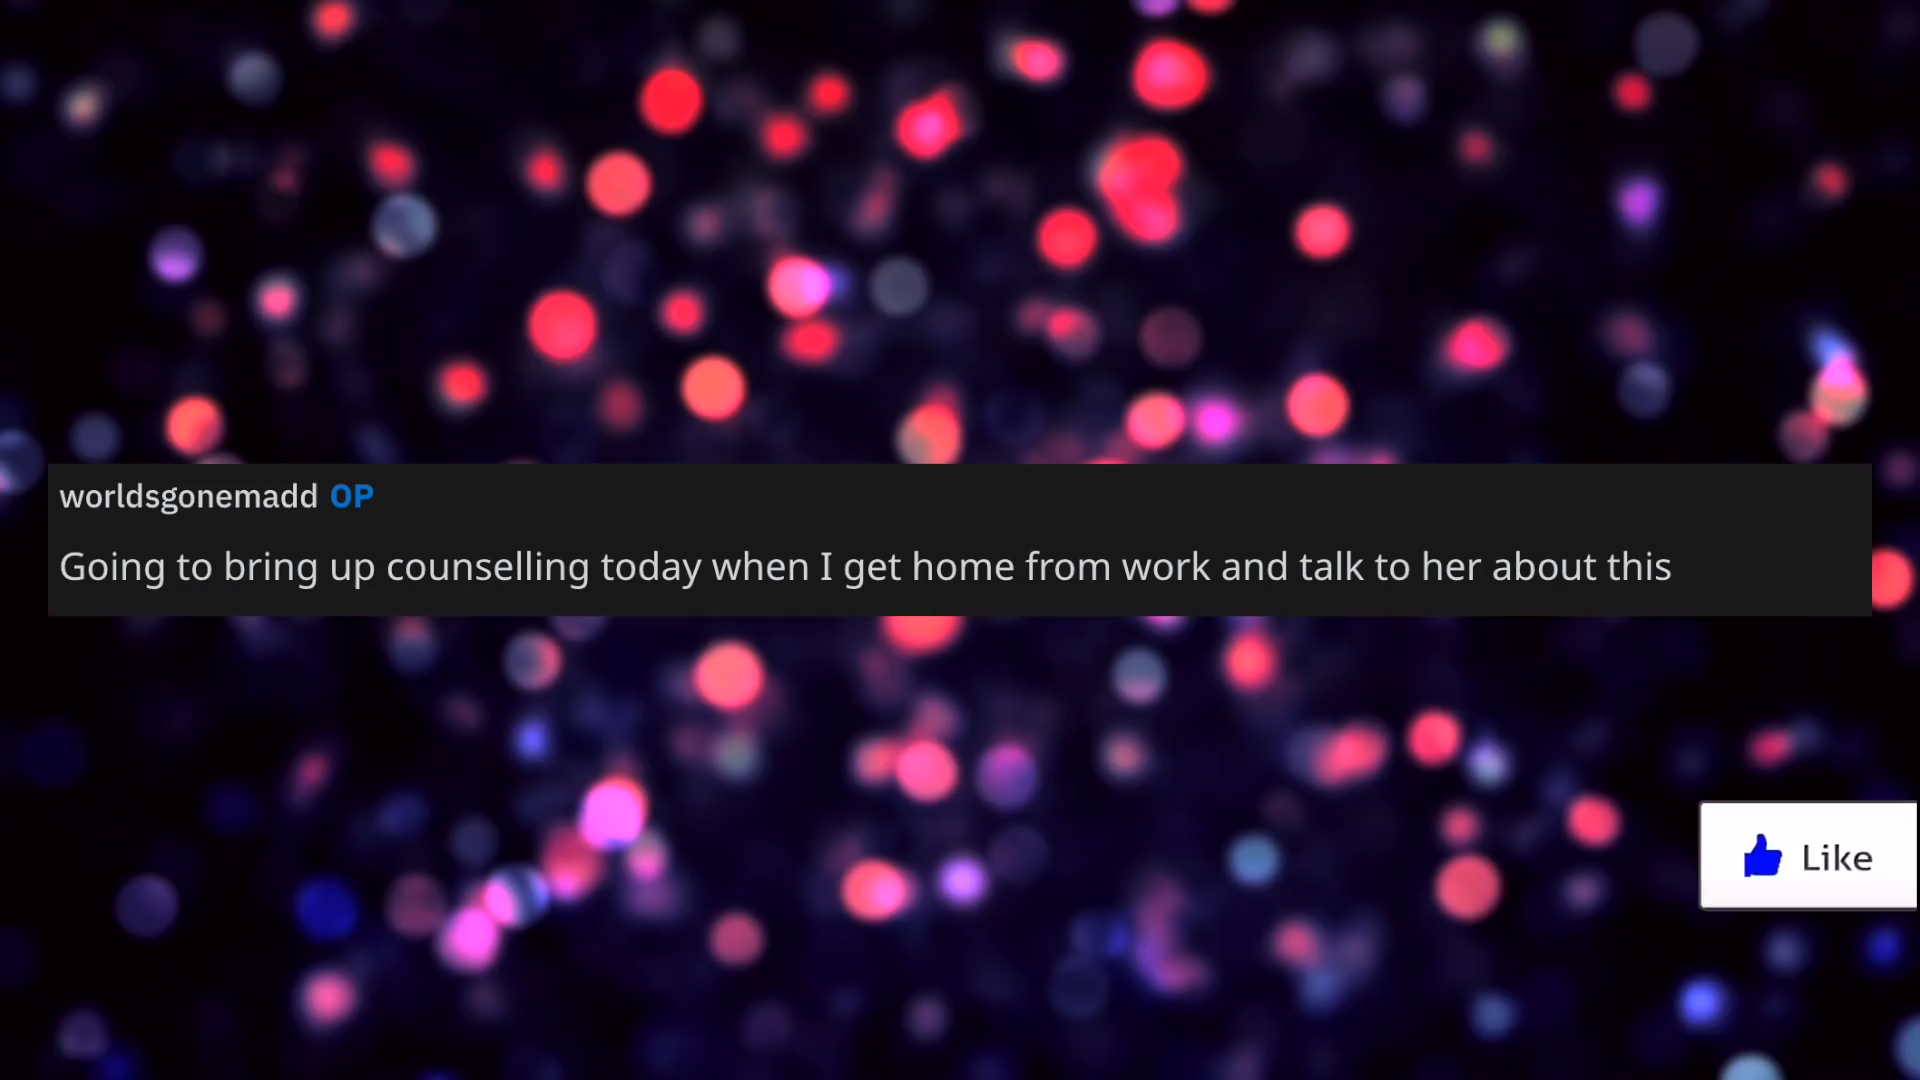 worldsgonemadd OP
Going to bring up counselling today when I get home from work and talk to her about this
Like